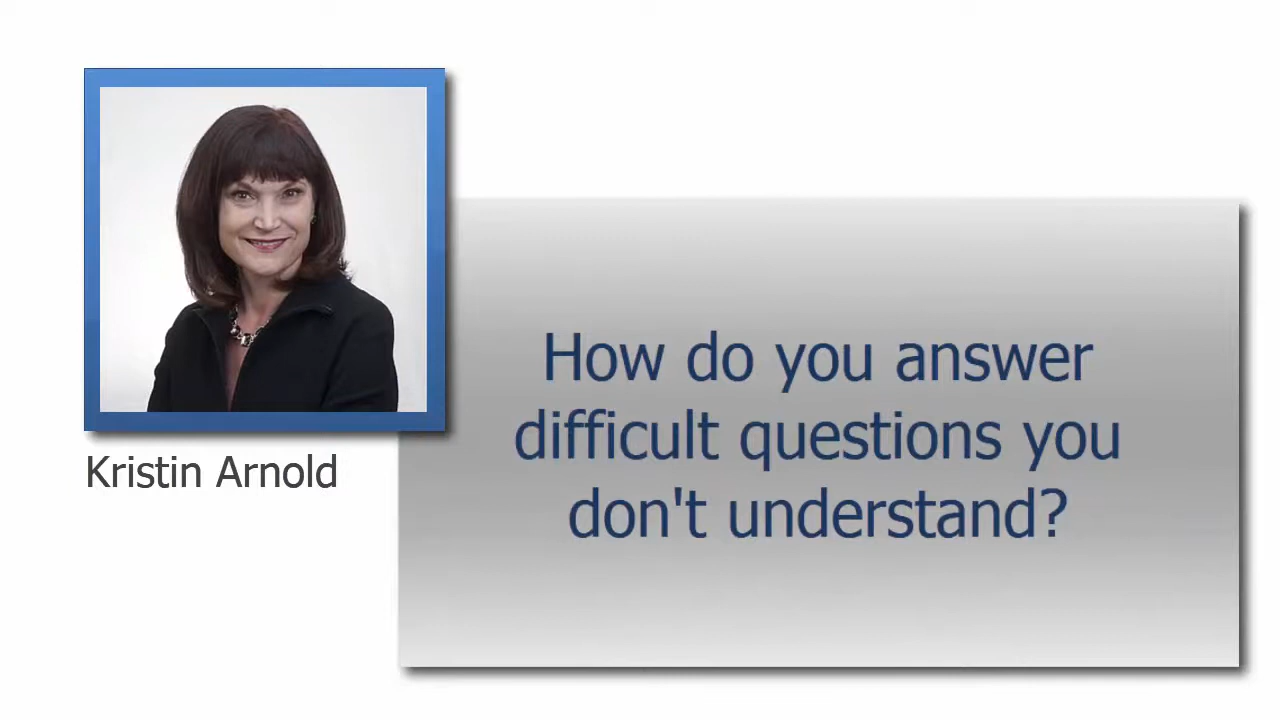 Kristin Arnold
How do you answer
difficult questions you
don't understand?